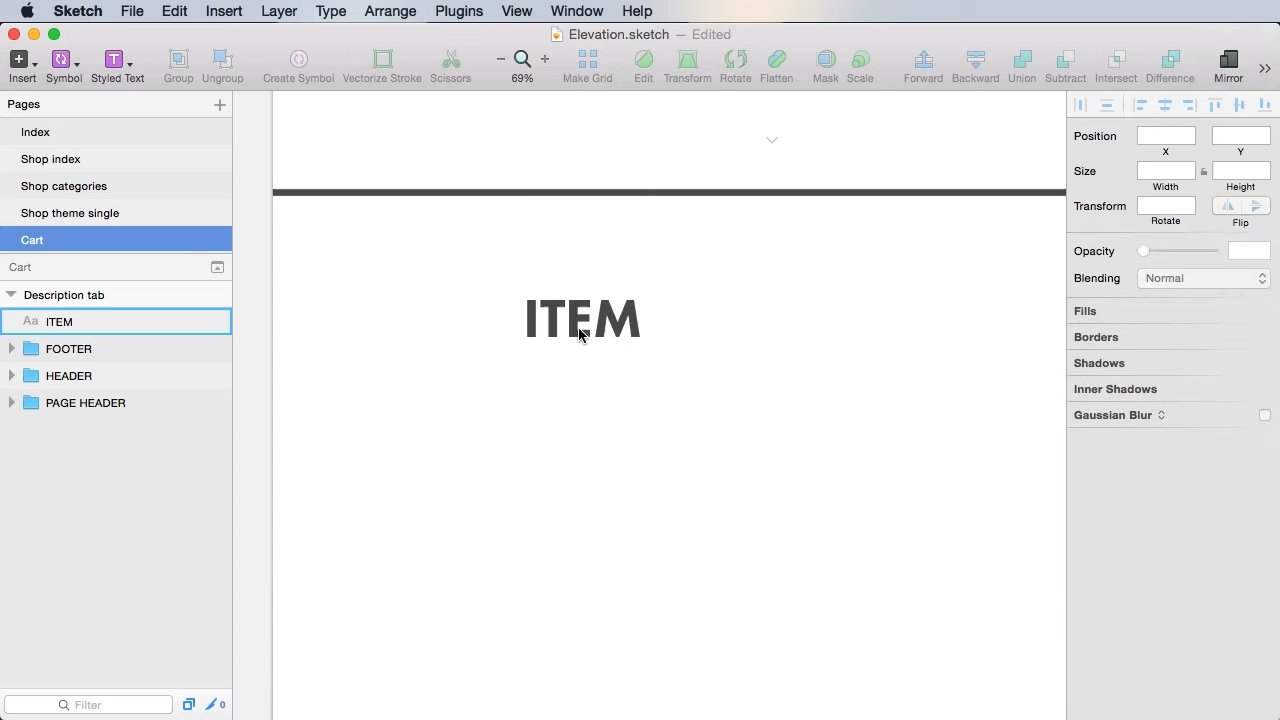 Sketch File Edit Insert Layer Type Arrange Plugins View Window Help
Elevation.sketch — Edited
Insert Symbol Styled Text Group Ungroup Create Symbol Vectorize Stroke Scissors 69% Make Grid Edit Transform Rotate Flatten Mask Scale Forward Backward Union Subtract Intersect Difference Mirror
Pages
Index
Shop index
Shop categories
Shop theme single
Cart
Cart
Description tab
Aa ITEM
FOOTER
HEADER
PAGE HEADER
Filter
0
ITEM
Position
X Y
Size
Width Height
Transform
Rotate Flip
Opacity
Blending Normal
Fills
Borders
Shadows
Inner Shadows
Gaussian Blur